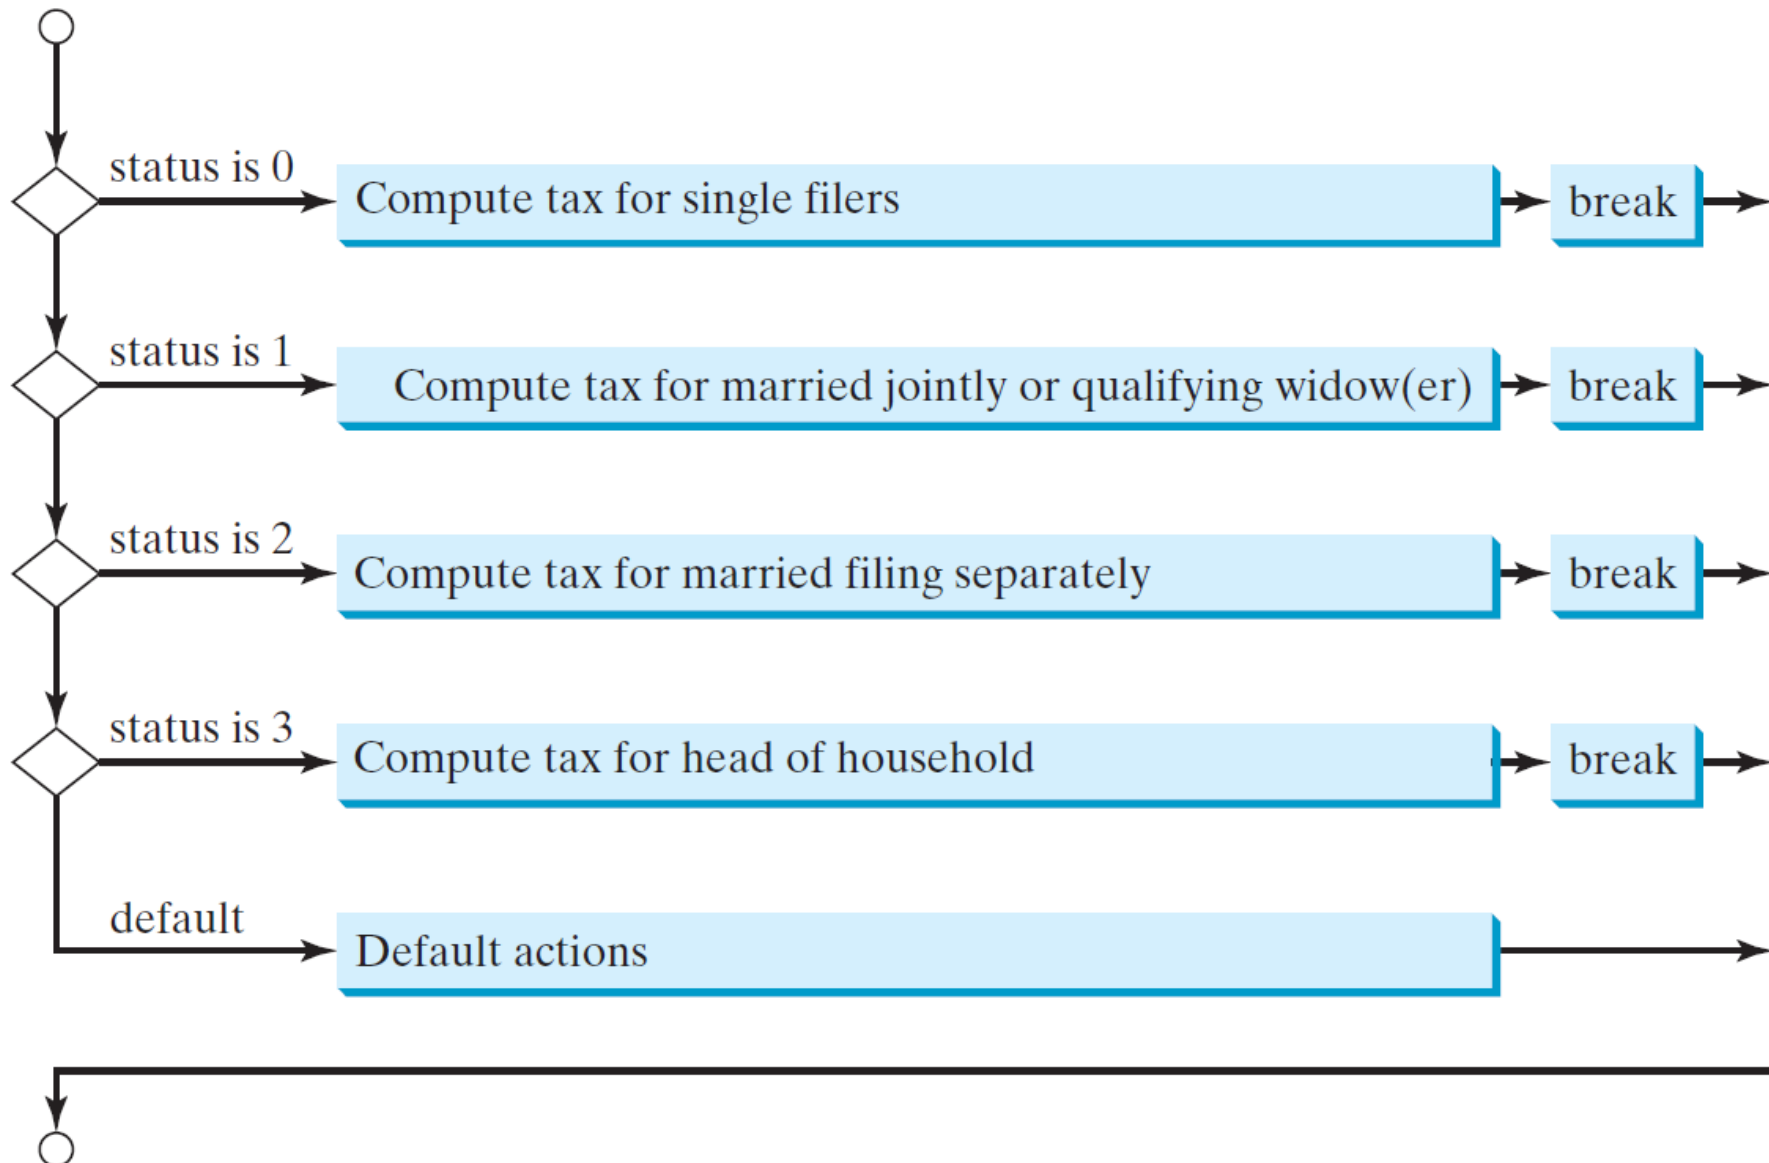 status is 0
Compute tax for single filers
break
status is 1
Compute tax for married jointly or qualifying widow(er)
break
status is 2
Compute tax for married filing separately
break
status is 3
Compute tax for head of household
break
default
Default actions